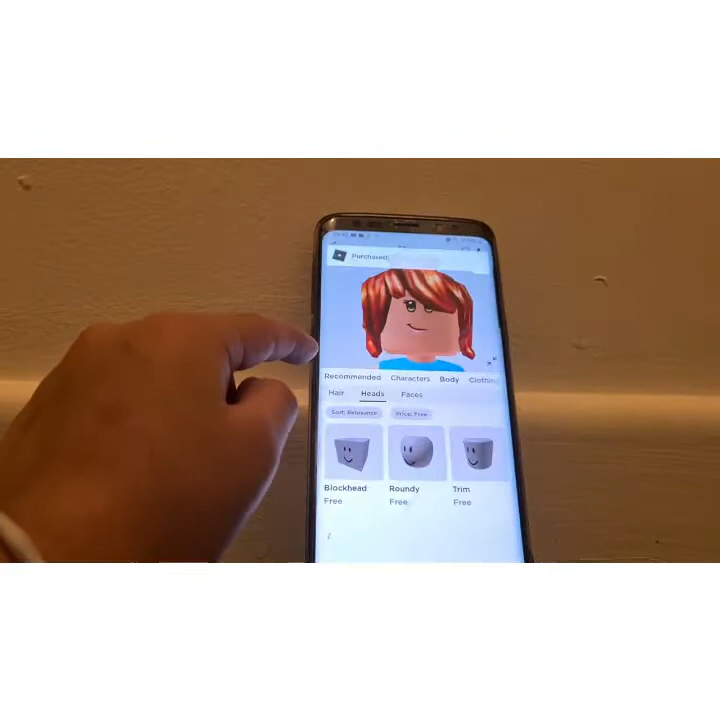 Purchased
Recommended Characters Body Clothing
Hair Heads Faces
Sort: Relevance Price: Free
Blockhead Roundy Trim
Free Free Free